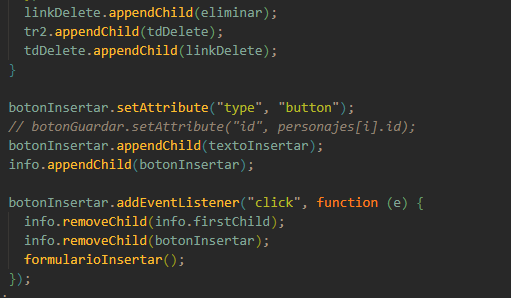 linkDelete.appendChild(eliminar);
tr2.appendChild(tdDelete);
tdDelete.appendChild(linkDelete);
}
botonInsertar.setAttribute("type", "button");
// botonGuardar.setAttribute("id", personajes[i].id);
botonInsertar.appendChild(textoInsertar);
info.appendChild(botonInsertar);
botonInsertar.addEventListener("click", function (e) {
info.removeChild(info.firstChild);
info.removeChild(botonInsertar);
formularioInsertar();
});